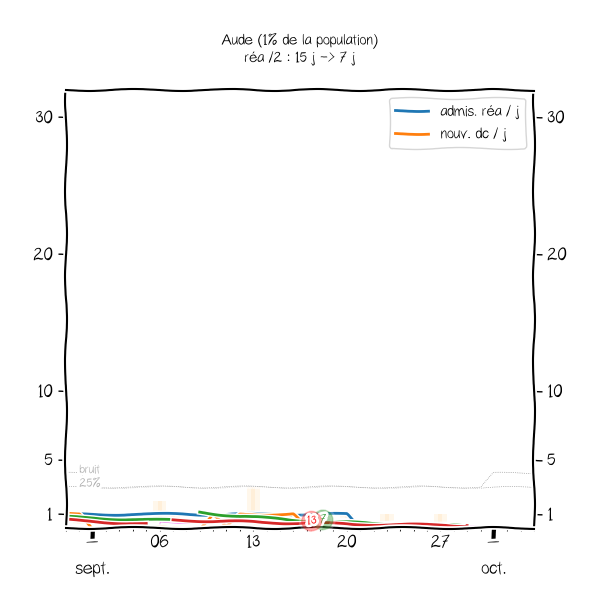 Aude (1% de la population)
réa /2 : 15 j -> 7 j
admis. réa / j
nouv. dc / j
30
30
20
20
10
10
5
5
bruit
25%
1
1
13
7
06
13
20
27
sept.
oct.